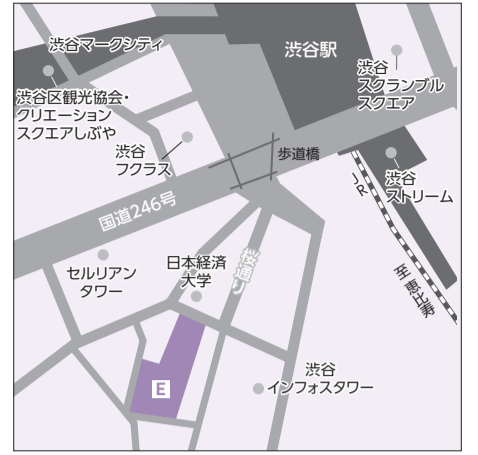 渋谷マークシティ
渋谷駅
渋谷
スクランブル
スクエア
渋谷区観光協会・
クリエーション
スクエアしぶや
渋谷
フクラス
歩道橋
渋谷
ストリーム
JR
国道246号
セルリアン
タワー
日本経済
大学
桜通り
至 恵比寿
E
渋谷
インフォスタワー